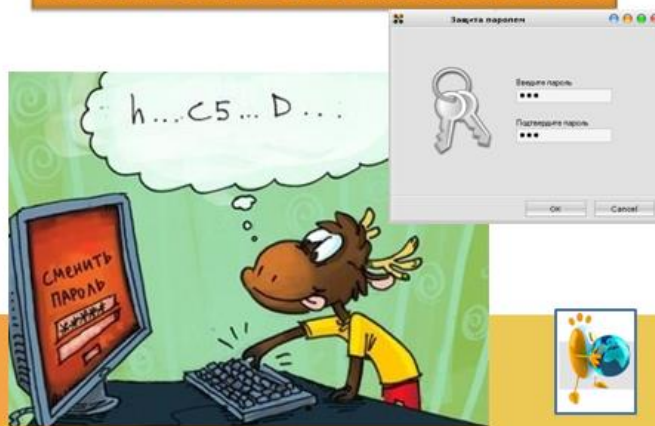 Защита паролем
Введите пароль
•••
Подтвердите пароль
•••
OK
Cancel
h...C5...D...
СМЕНИТЬ
ПАРОЛЬ